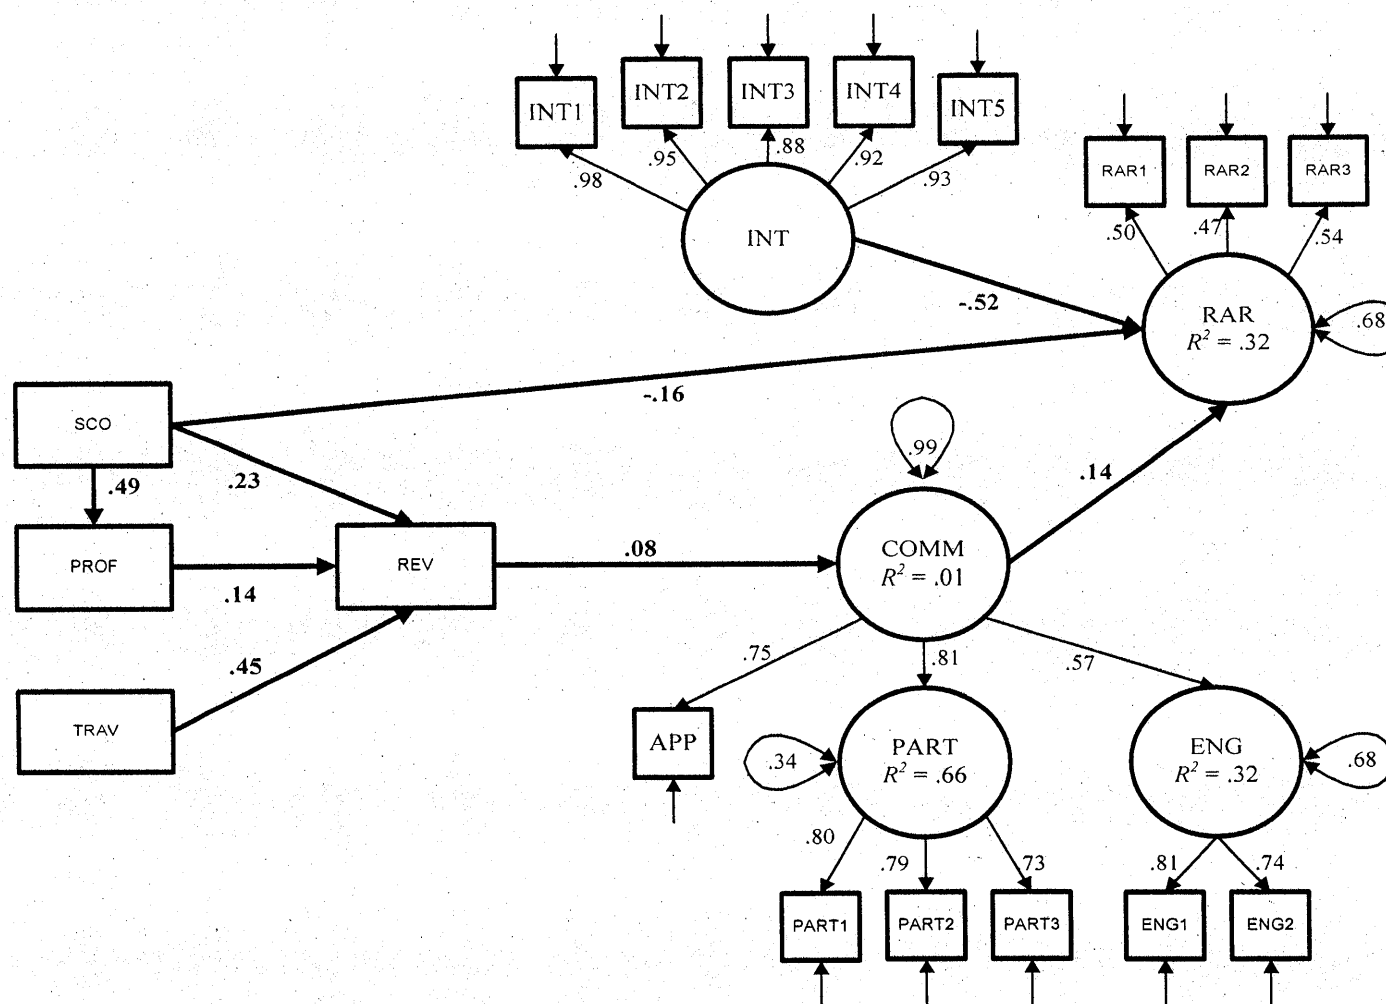 INT1
INT2
INT3
INT4
INT5
.98
.95
.88
.92
.93
INT
RAR1
RAR2
RAR3
.50
.47
.54
RAR
R² = .32
.68
-.52
-.16
SCO
.49
.23
PROF
.14
REV
.45
TRAV
.08
.99
COMM
R² = .01
.14
.75
.81
.57
APP
.34
PART
R² = .66
ENG
R² = .32
.68
.80
.79
.73
.81
.74
PART1
PART2
PART3
ENG1
ENG2